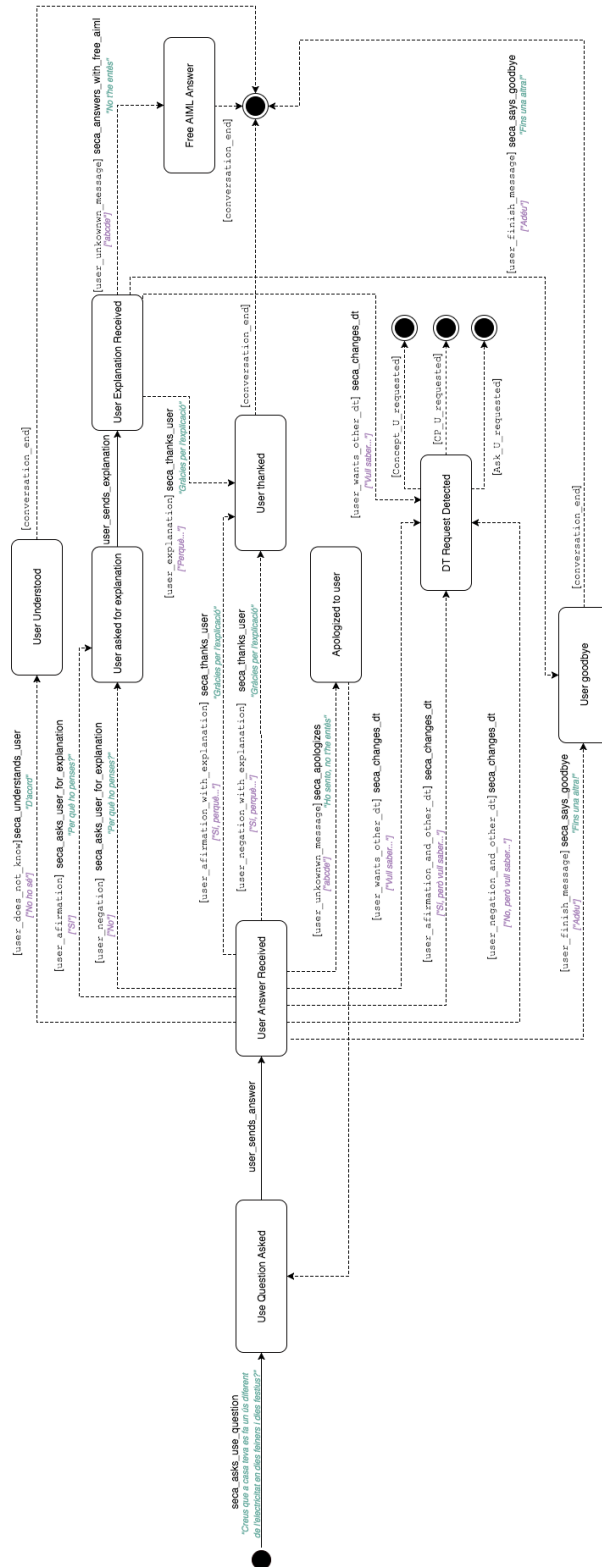 seca_asks_use_question
"Creus que a casa teva es fa un ús diferent
de l'electricitat en dies feiners i dies festius?"
Use Question Asked
user_sends_answer
User Answer Received
[user_does_not_know] seca_understands_user
["No ho sé"] "D'acord"
User Understood
[conversation_end]
[user_afirmation] seca_asks_user_for_explanation
["Sí"] "Per què ho penses?"
[user_negation] seca_asks_user_for_explanation
["No"] "Per què ho penses?"
User asked for explanation
user_sends_explanation
User Explanation Received
[user_unkownwn_message] seca_answers_with_free_aiml
["abcde"] "No t'he entès"
Free AIML Answer
[conversation_end]
[user_explanation] seca_thanks_user
["Perquè..."] "Gràcies per l'explicació"
[user_afirmation_with_explanation] seca_thanks_user
["Sí, perquè..."] "Gràcies per l'explicació"
[user_negation_with_explanation] seca_thanks_user
["Sí, perquè..."] "Gràcies per l'explicació"
User thanked
[conversation_end]
[user_unkownwn_message] seca_apologizes
["abcde"] "Ho sento, no t'he entès"
Apologized to user
[user_wants_other_dt] seca_changes_dt
["Vull saber..."]
[user_wants_other_dt] seca_changes_dt
["Vull saber..."]
[user_afirmation_and_other_dt] seca_changes_dt
["Sí, però vull saber..."]
[user_negation_and_other_dt] seca_changes_dt
["No, però vull saber..."]
DT Request Detected
[Concept_U_requested]
[CP_U_requested]
[Ask_U_requested]
[user_finish_message] seca_says_goodbye
["Adéu"] "Fins una altra!"
[user_finish_message] seca_says_goodbye
["Adéu"] "Fins una altra!"
User goodbye
[conversation_end]